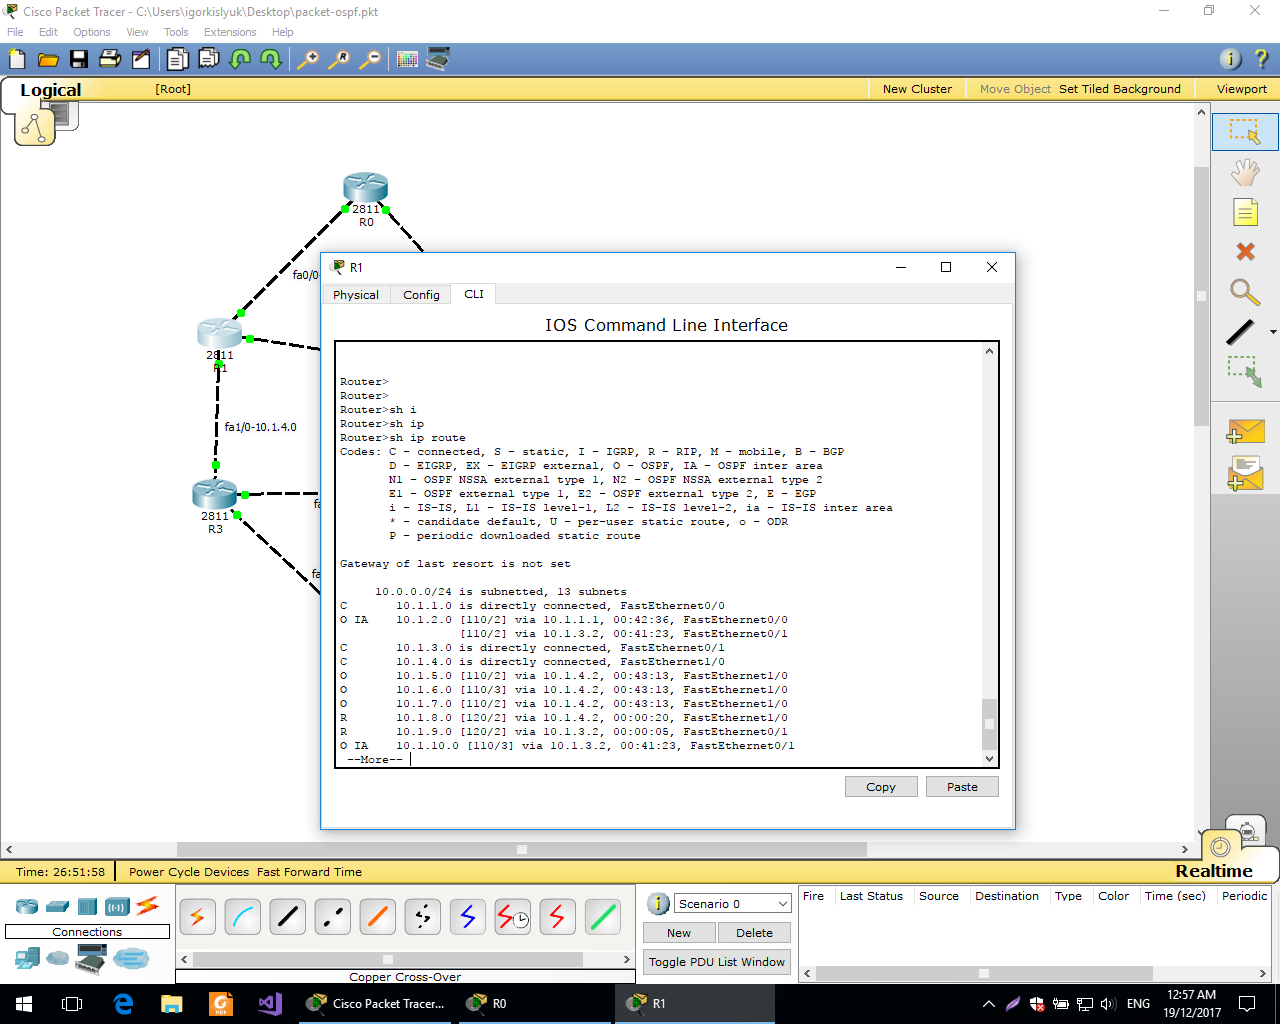 Cisco Packet Tracer - C:\Users\igorkislyuk\Desktop\packet-ospf.pkt
File Edit Options View Tools Extensions Help
Logical [Root] New Cluster Move Object Set Tiled Background Viewport
2811
R0
fa0/0-
2811
R1
fa1/0-10.1.4.0
2811
R3
fa
fa
R1
Physical Config CLI
IOS Command Line Interface
Router>
Router>
Router>sh i
Router>sh ip
Router>sh ip route
Codes: C - connected, S - static, I - IGRP, R - RIP, M - mobile, B - BGP
D - EIGRP, EX - EIGRP external, O - OSPF, IA - OSPF inter area
N1 - OSPF NSSA external type 1, N2 - OSPF NSSA external type 2
E1 - OSPF external type 1, E2 - OSPF external type 2, E - EGP
i - IS-IS, L1 - IS-IS level-1, L2 - IS-IS level-2, ia - IS-IS inter area
* - candidate default, U - per-user static route, o - ODR
P - periodic downloaded static route
Gateway of last resort is not set
10.0.0.0/24 is subnetted, 13 subnets
C 10.1.1.0 is directly connected, FastEthernet0/0
O IA 10.1.2.0 [110/2] via 10.1.1.1, 00:42:36, FastEthernet0/0
[110/2] via 10.1.3.2, 00:41:23, FastEthernet0/1
C 10.1.3.0 is directly connected, FastEthernet0/1
C 10.1.4.0 is directly connected, FastEthernet1/0
O 10.1.5.0 [110/2] via 10.1.4.2, 00:43:13, FastEthernet1/0
O 10.1.6.0 [110/3] via 10.1.4.2, 00:43:13, FastEthernet1/0
O 10.1.7.0 [110/2] via 10.1.4.2, 00:43:13, FastEthernet1/0
R 10.1.8.0 [120/2] via 10.1.4.2, 00:00:20, FastEthernet1/0
R 10.1.9.0 [120/2] via 10.1.3.2, 00:00:05, FastEthernet0/1
O IA 10.1.10.0 [110/3] via 10.1.3.2, 00:41:23, FastEthernet0/1
--More--
Copy Paste
Time: 26:51:58 Power Cycle Devices Fast Forward Time Realtime
Connections
Copper Cross-Over
Scenario 0
New Delete
Toggle PDU List Window
Fire Last Status Source Destination Type Color Time (sec) Periodic
Cisco Packet Tracer... R0 R1
ENG 12:57 AM
19/12/2017